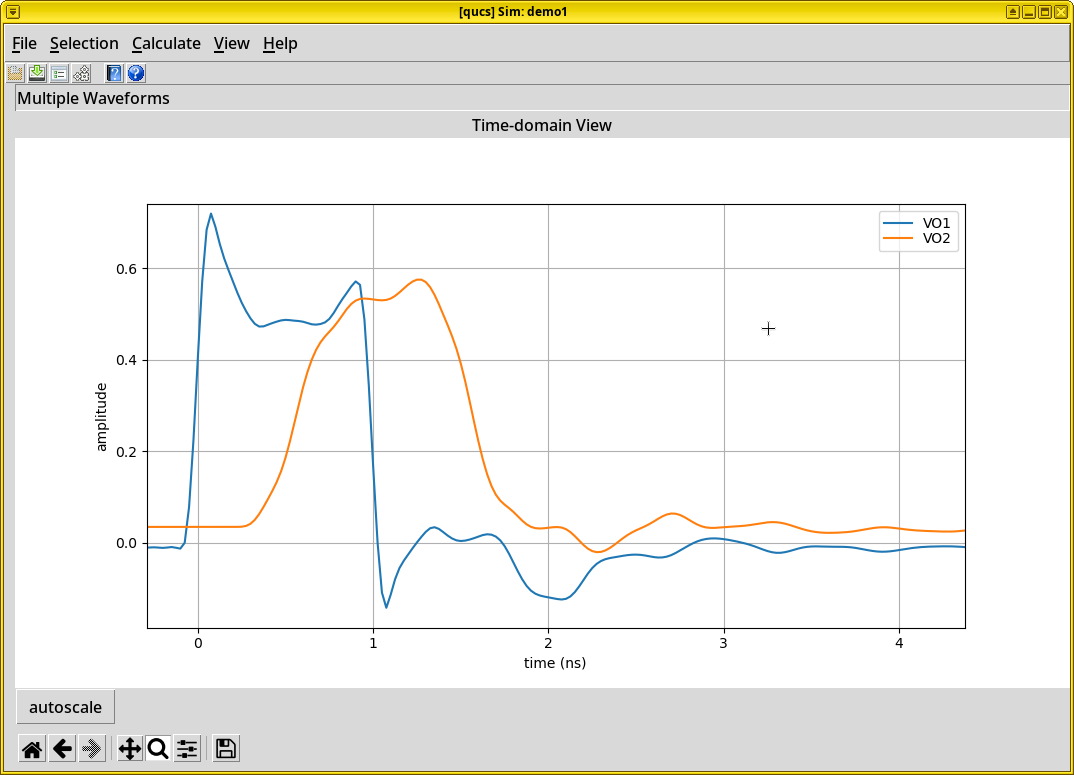 [qucs] Sim: demo1
File Selection Calculate View Help
Multiple Waveforms
Time-domain View
VO1
VO2
0.6
0.4
0.2
0.0
amplitude
0 1 2 3 4
time (ns)
autoscale